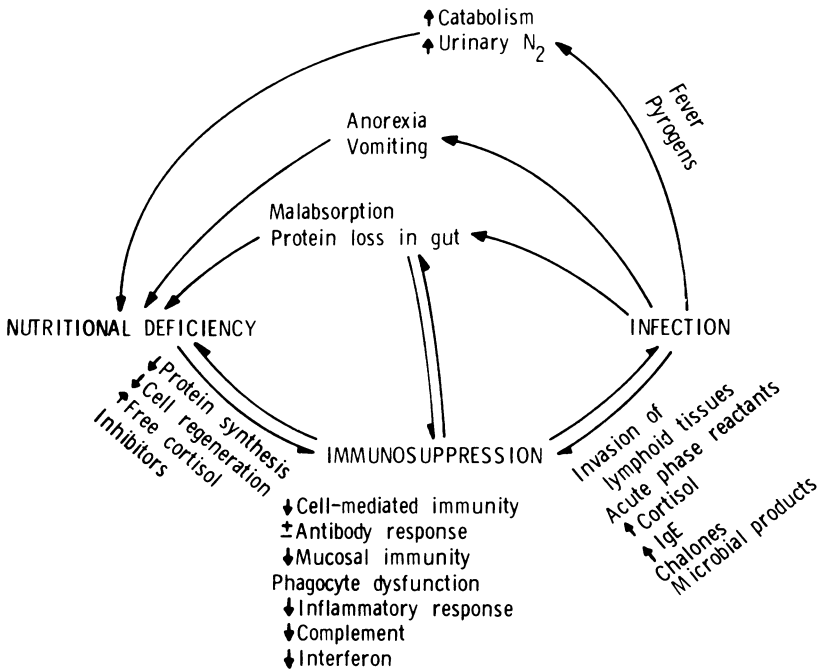 ↑ Catabolism
↑ Urinary N₂
Fever
Pyrogens
Anorexia
Vomiting
Malabsorption
Protein loss in gut
NUTRITIONAL DEFICIENCY
INFECTION
↓ Protein synthesis
↓ Cell regeneration
↑ Free cortisol
Inhibitors
IMMUNOSUPPRESSION
Invasion of
lymphoid tissues
Acute phase reactants
↑ Cortisol
↑ IgE
Chalones
Microbial products
↓ Cell-mediated immunity
± Antibody response
↓ Mucosal immunity
Phagocyte dysfunction
↓ Inflammatory response
↓ Complement
↓ Interferon